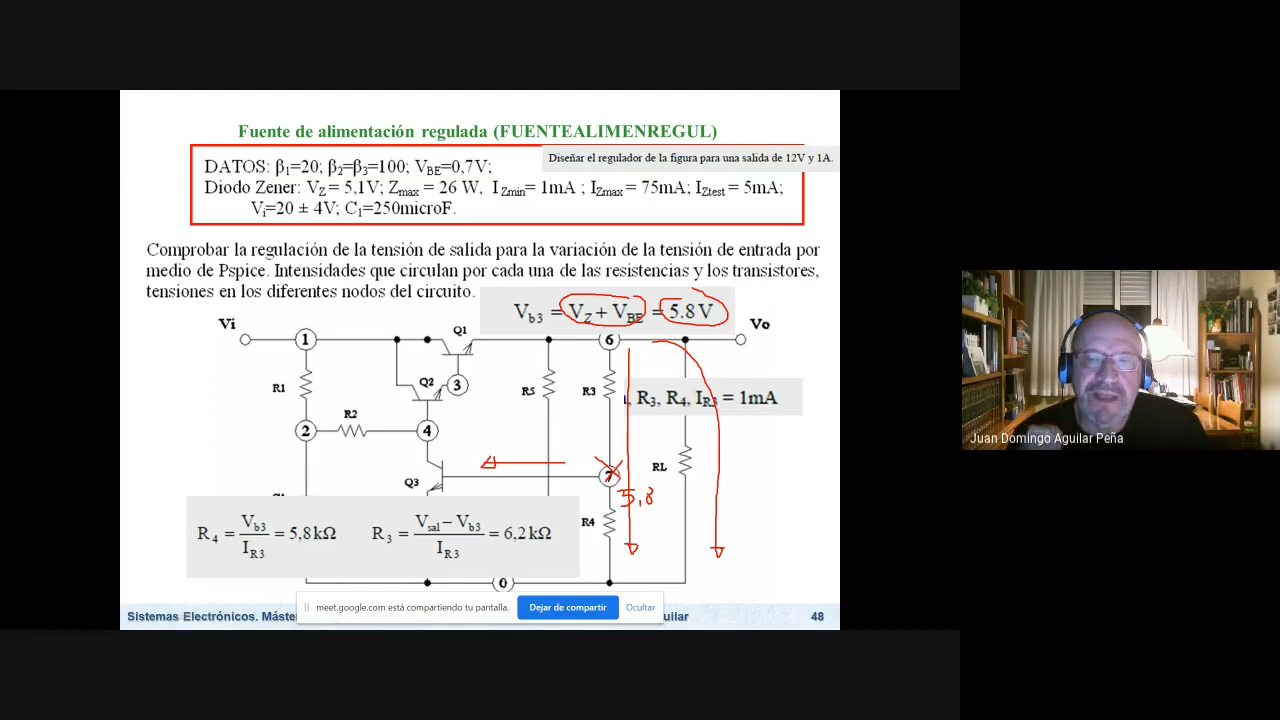 Fuente de alimentación regulada (FUENTEALIMENREGUL)
Diseñar el regulador de la figura para una salida de 12V y 1A.
DATOS: β1=20; β2=β3=100; VBE=0,7V;
Diodo Zener: VZ = 5,1V; Zmax = 26 W, IZmin= 1mA ; IZmax = 75mA; IZtest = 5mA;
Vi=20 ± 4V; C1=250microF.
Comprobar la regulación de la tensión de salida para la variación de la tensión de entrada por
medio de Pspice. Intensidades que circulan por cada una de las resistencias y los transistores,
tensiones en los diferentes nodos del circuito.
Vb3 = VZ + VBE = 5.8 V
Vi
Q1
Vo
1
6
Q2
3
R1
R5
R3
, R3, R4, IR3 = 1mA
R2
2
4
RL
Q3
7
5,8
R4
R4 = Vb3 / IR3 = 5,8 kΩ
R3 = Vsal − Vb3 / IR3 = 6,2 kΩ
0
meet.google.com está compartiendo tu pantalla.
Dejar de compartir
Ocultar
Sistemas Electrónicos. Máste
uilar
48
Juan Domingo Aguilar Peña